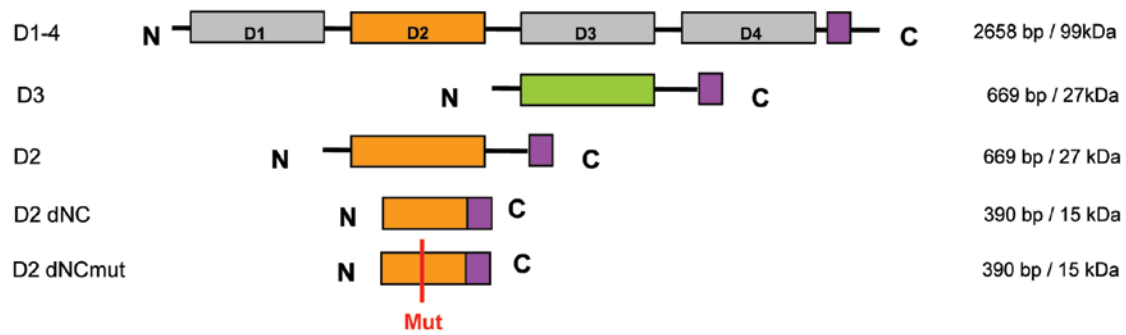 D1-4 N D1 D2 D3 D4 C 2658 bp / 99kDa
D3 N C 669 bp / 27kDa
D2 N C 669 bp / 27 kDa
D2 dNC N C 390 bp / 15 kDa
D2 dNCmut N C 390 bp / 15 kDa
Mut